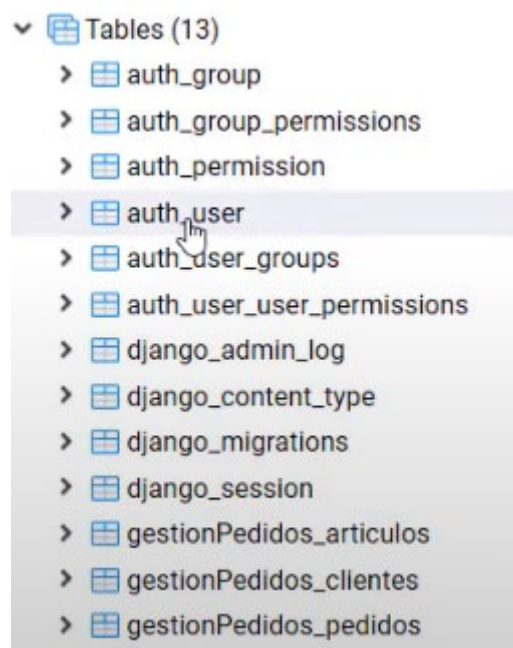 Tables (13)
auth_group
auth_group_permissions
auth_permission
auth_user
auth_user_groups
auth_user_user_permissions
django_admin_log
django_content_type
django_migrations
django_session
gestionPedidos_articulos
gestionPedidos_clientes
gestionPedidos_pedidos